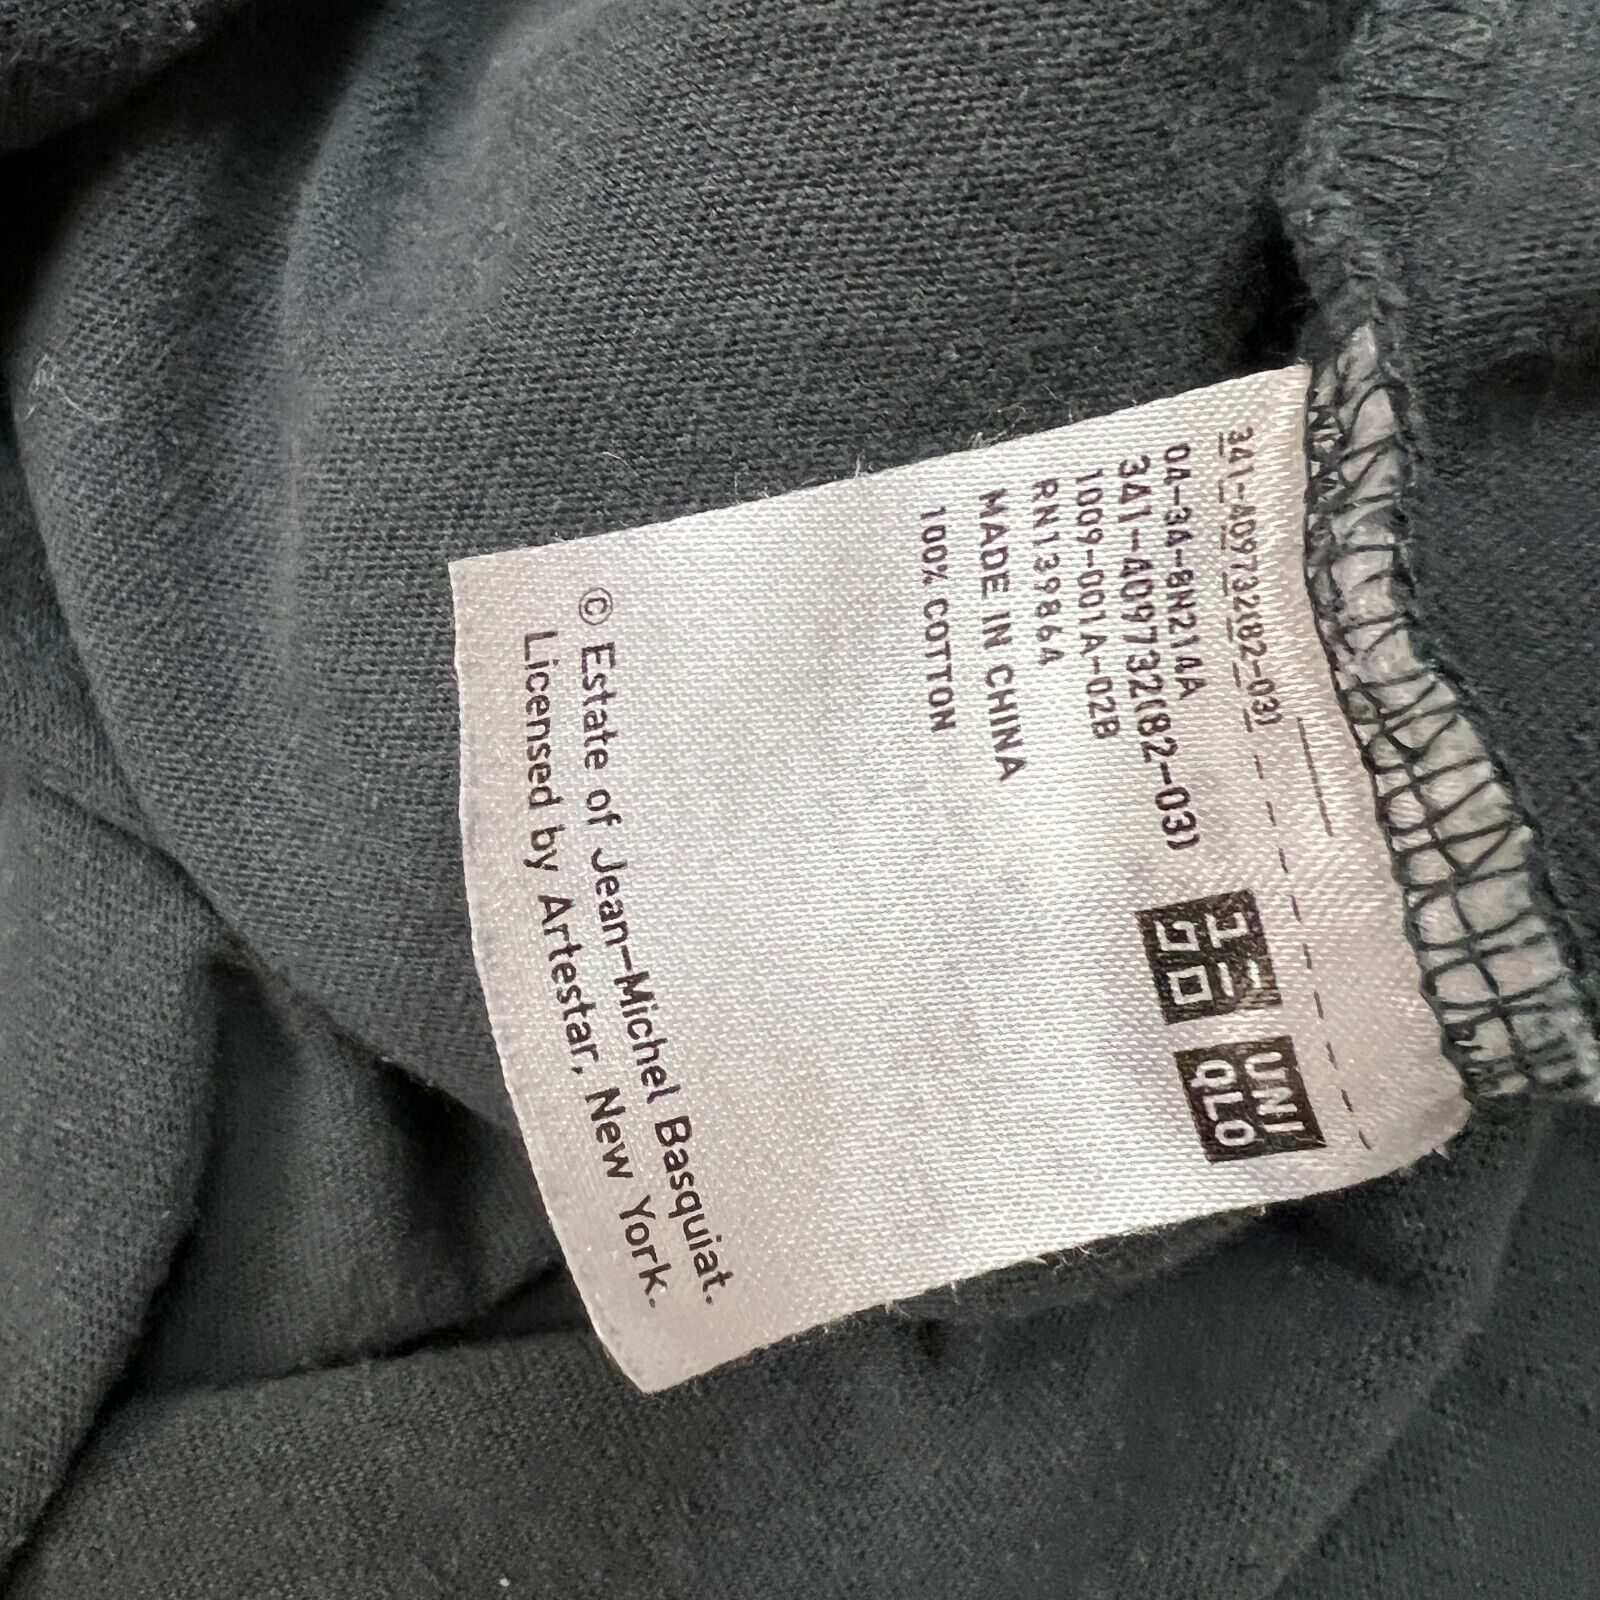 341-409732(82-03)
ユニ
クロ
UNI
QLO
04-34-8N214A
341-409732(82-03)
1009-001A-02B
RN139864
MADE IN CHINA
100% COTTON
© Estate of Jean-Michel Basquiat.
Licensed by Artestar, New York.